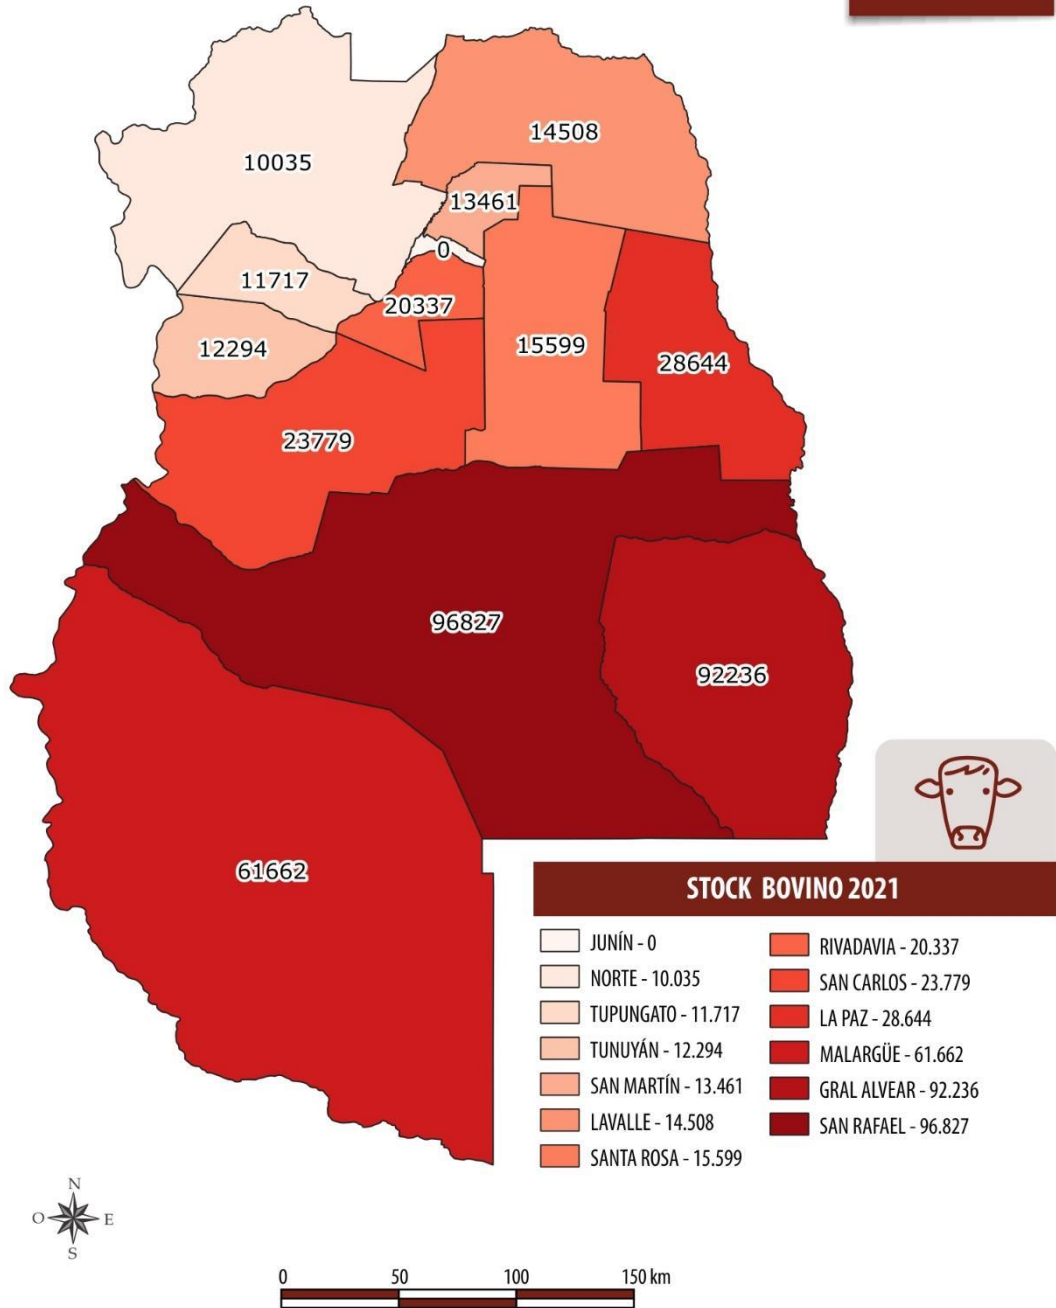 14508
10035
13461
0
11717
20337
15599
12294
28644
23779
96827
92236
61662
STOCK BOVINO 2021
JUNÍN - 0
NORTE - 10.035
TUPUNGATO - 11.717
TUNUYÁN - 12.294
SAN MARTÍN - 13.461
LAVALLE - 14.508
SANTA ROSA - 15.599
RIVADAVIA - 20.337
SAN CARLOS - 23.779
LA PAZ - 28.644
MALARGÜE - 61.662
GRAL ALVEAR - 92.236
SAN RAFAEL - 96.827
N
O E
S
0 50 100 150 km